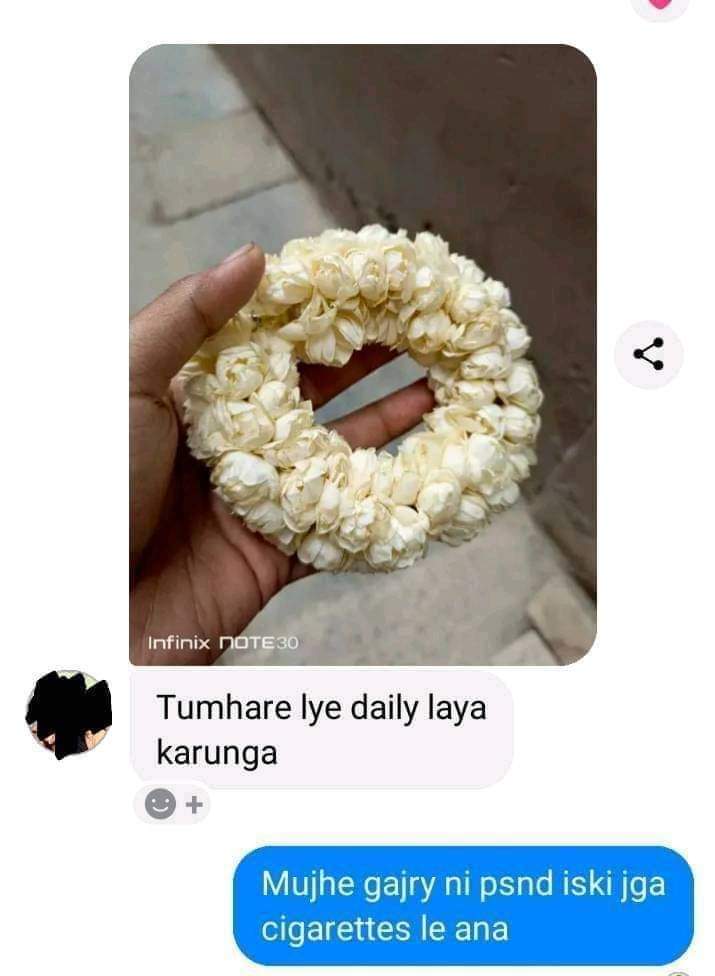 Infinix NOTE30
Tumhare lye daily laya
karunga
Mujhe gajry ni psnd iski jga
cigarettes le ana